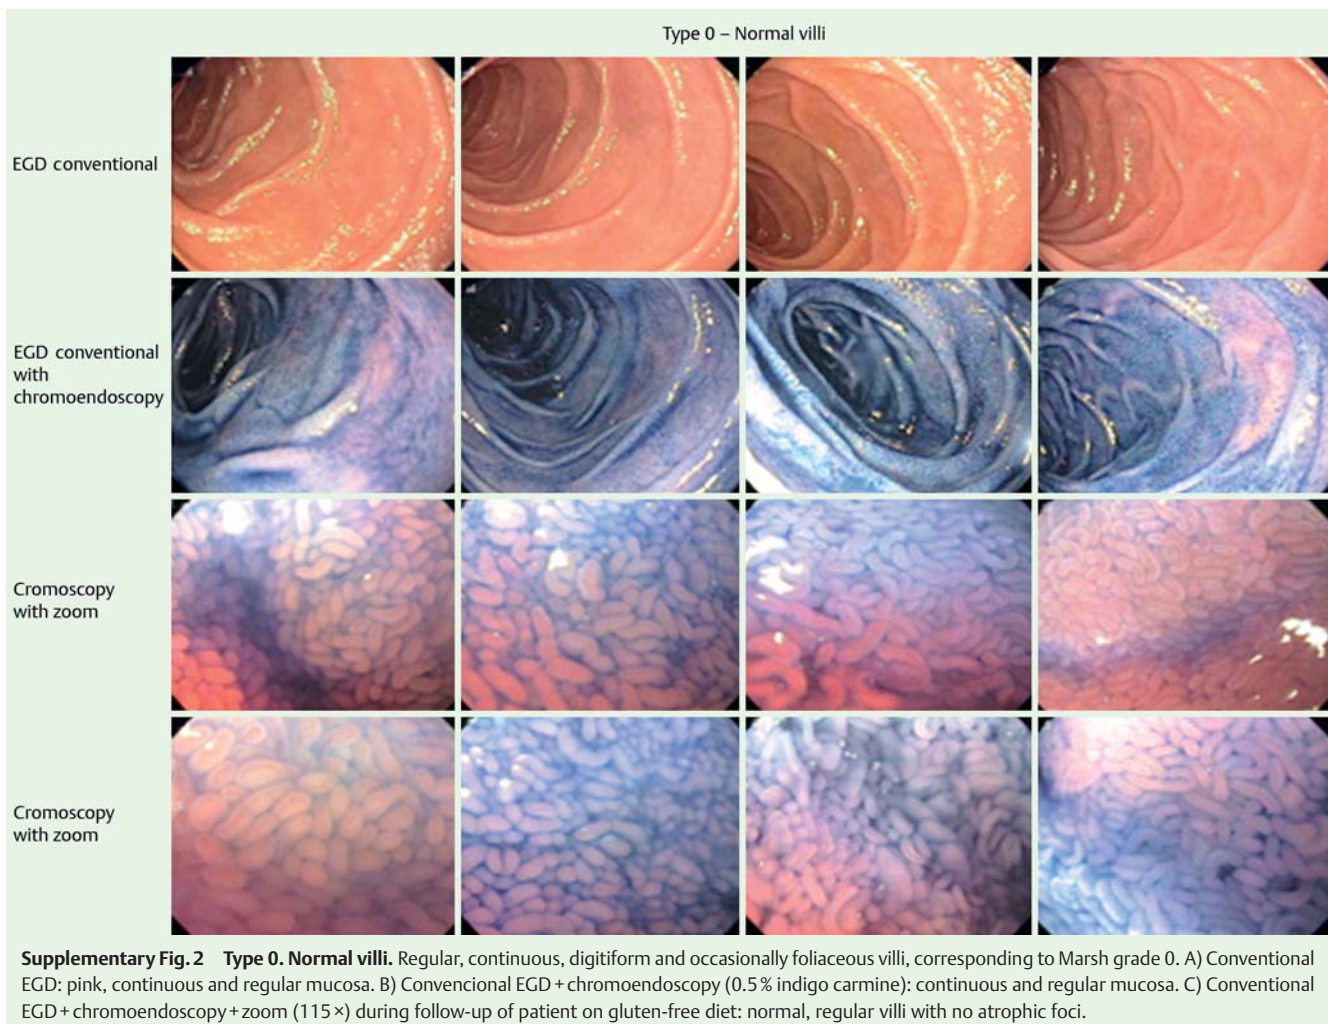 Type 0 – Normal villi
EGD conventional
EGD conventional
with
chromoendoscopy
Cromoscopy
with zoom
Cromoscopy
with zoom
Supplementary Fig. 2 Type 0. Normal villi. Regular, continuous, digitiform and occasionally foliaceous villi, corresponding to Marsh grade 0. A) Conventional
EGD: pink, continuous and regular mucosa. B) Convencional EGD + chromoendoscopy (0.5 % indigo carmine): continuous and regular mucosa. C) Conventional
EGD + chromoendoscopy + zoom (115 ×) during follow-up of patient on gluten-free diet: normal, regular villi with no atrophic foci.